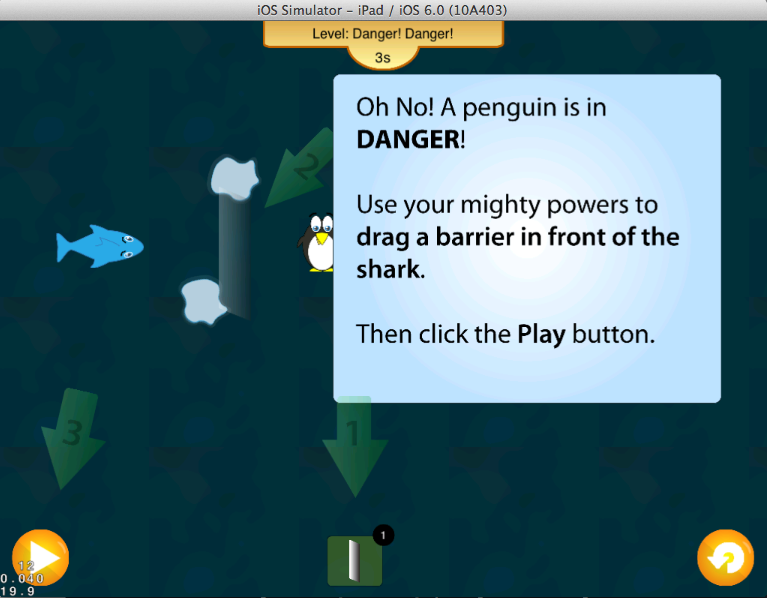 iOS Simulator – iPad / iOS 6.0 (10A403)
Level: Danger! Danger!
3s
Oh No! A penguin is in
DANGER!
Use your mighty powers to
drag a barrier in front of the
shark.
Then click the Play button.
2
3
1
1
12
0.040
19.9